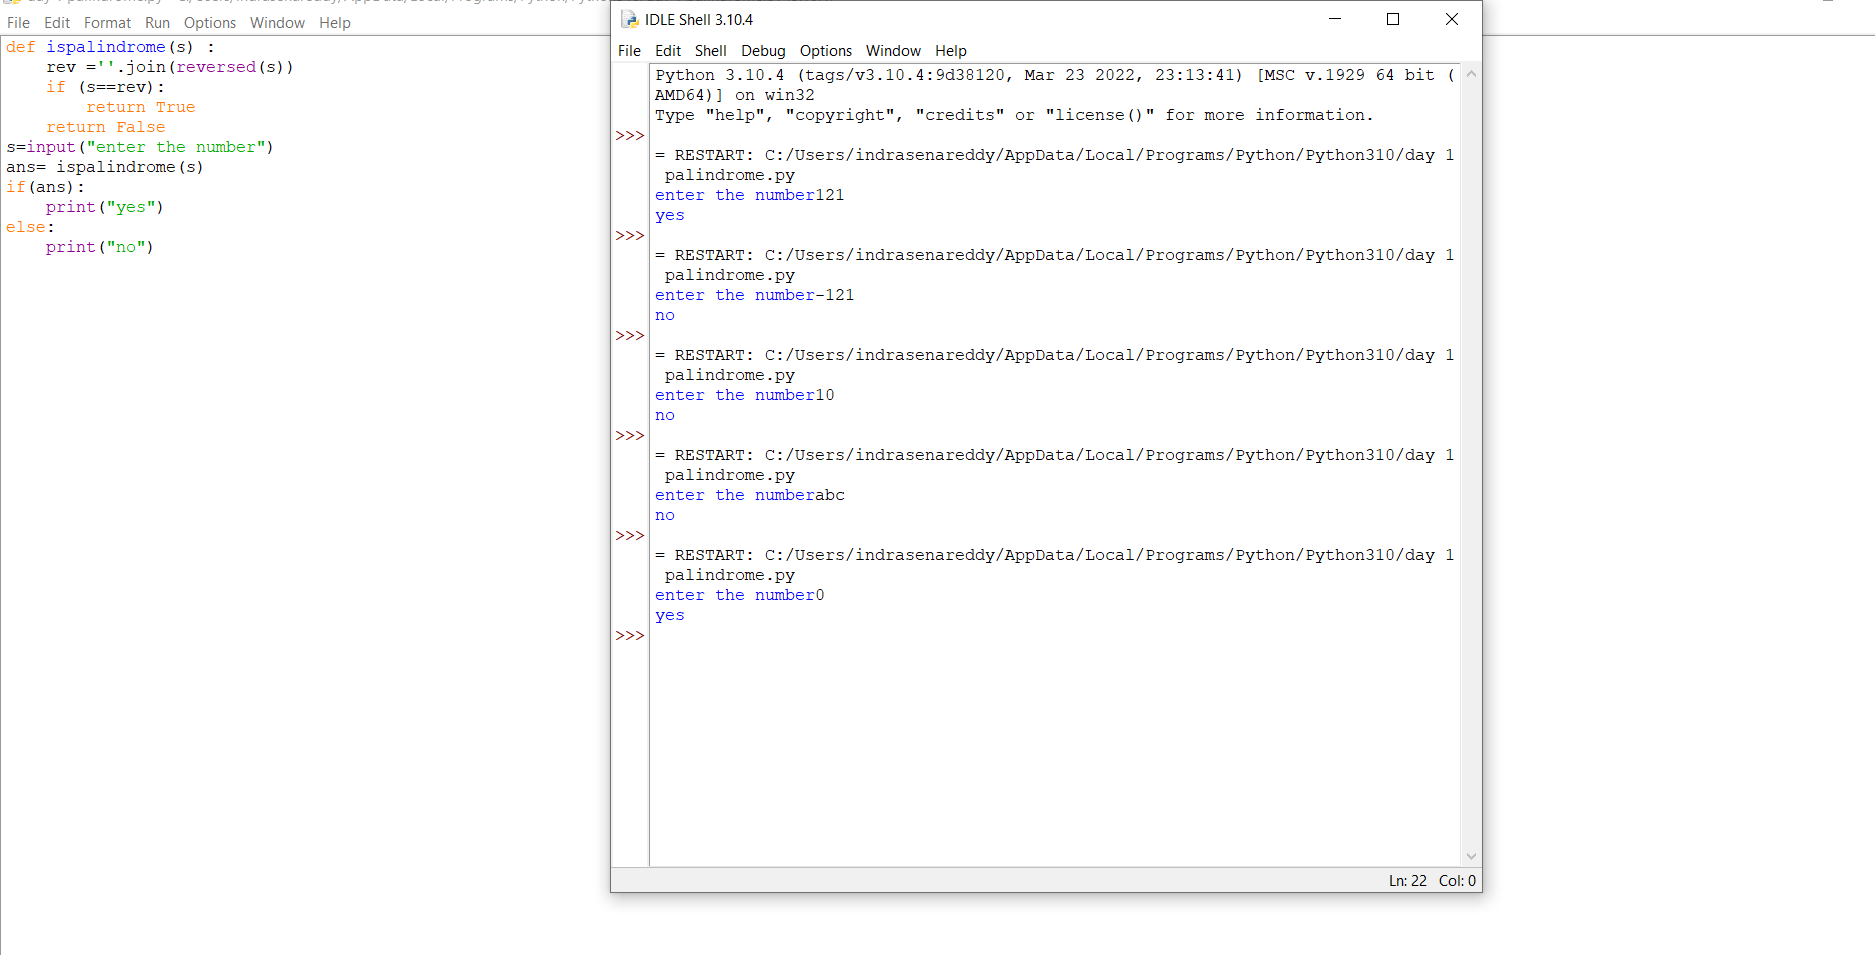 File Edit Format Run Options Window Help
def ispalindrome(s) :
    rev =''.join(reversed(s))
    if (s==rev):
        return True
    return False
s=input("enter the number")
ans= ispalindrome(s)
if(ans):
    print("yes")
else:
    print("no")
IDLE Shell 3.10.4
File Edit Shell Debug Options Window Help
Python 3.10.4 (tags/v3.10.4:9d38120, Mar 23 2022, 23:13:41) [MSC v.1929 64 bit (
AMD64)] on win32
Type "help", "copyright", "credits" or "license()" for more information.
>>>
= RESTART: C:/Users/indrasenareddy/AppData/Local/Programs/Python/Python310/day 1
 palindrome.py
enter the number121
yes
>>>
= RESTART: C:/Users/indrasenareddy/AppData/Local/Programs/Python/Python310/day 1
 palindrome.py
enter the number-121
no
>>>
= RESTART: C:/Users/indrasenareddy/AppData/Local/Programs/Python/Python310/day 1
 palindrome.py
enter the number10
no
>>>
= RESTART: C:/Users/indrasenareddy/AppData/Local/Programs/Python/Python310/day 1
 palindrome.py
enter the numberabc
no
>>>
= RESTART: C:/Users/indrasenareddy/AppData/Local/Programs/Python/Python310/day 1
 palindrome.py
enter the number0
yes
>>>
Ln: 22 Col: 0